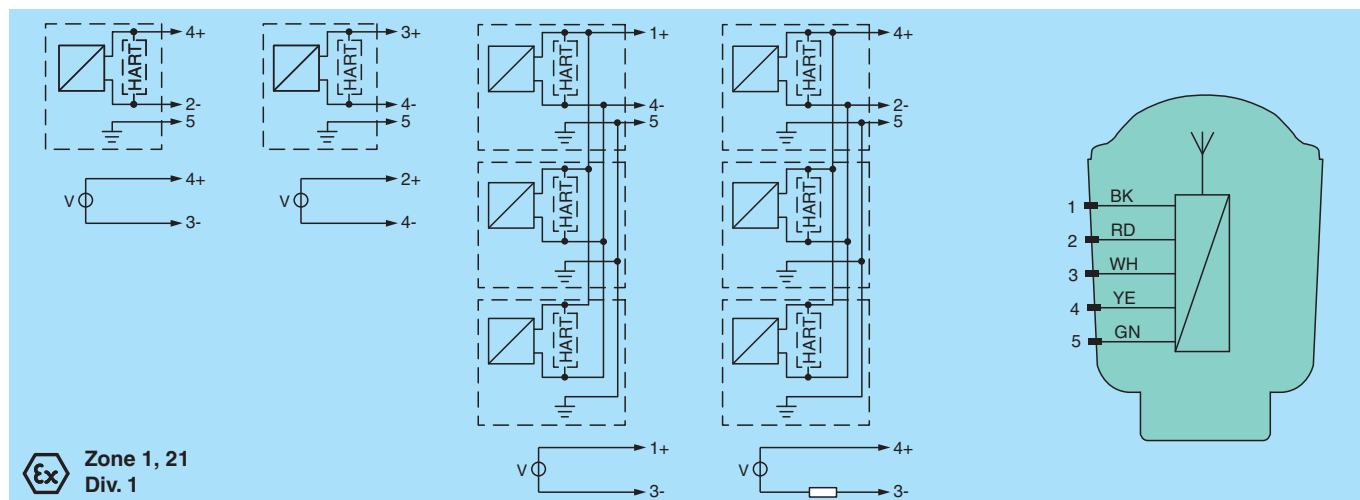 4+
HART
2-
5
V
4+
3-
3+
HART
4-
5
V
2+
4-
1+
HART
4-
5
HART
HART
V
1+
3-
4+
HART
2-
5
HART
HART
V
4+
3-
1 BK
2 RD
3 WH
4 YE
5 GN
Ex Zone 1, 21
Div. 1